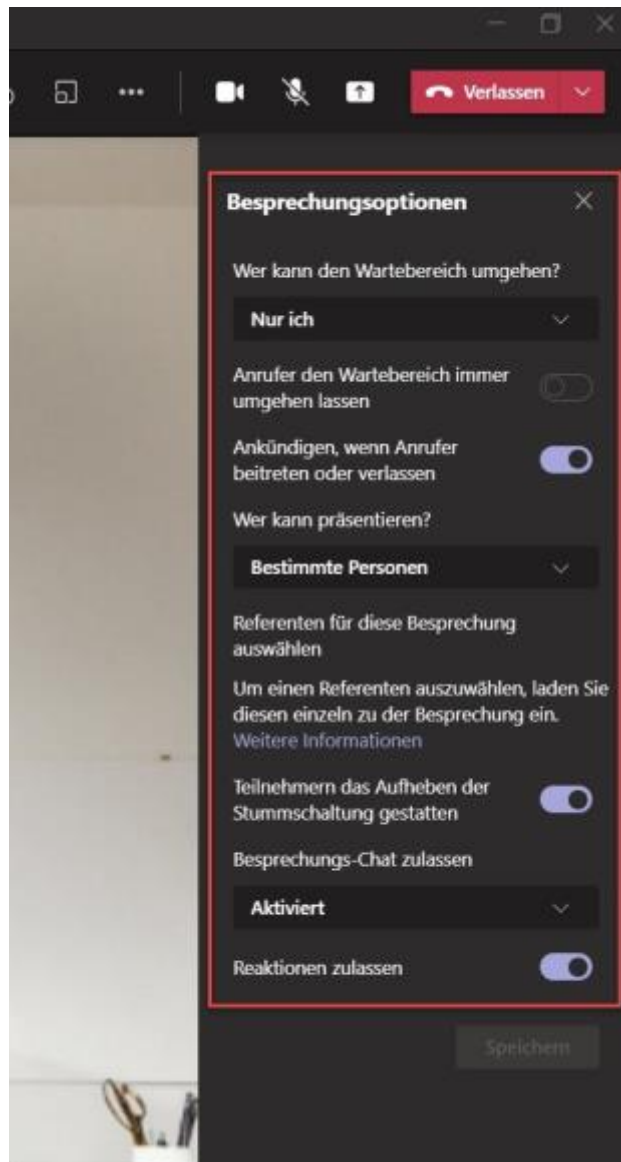 Verlassen
Besprechungsoptionen
Wer kann den Wartebereich umgehen?
Nur ich
Anrufer den Wartebereich immer
umgehen lassen
Ankündigen, wenn Anrufer
beitreten oder verlassen
Wer kann präsentieren?
Bestimmte Personen
Referenten für diese Besprechung
auswählen
Um einen Referenten auszuwählen, laden Sie
diesen einzeln zu der Besprechung ein.
Weitere Informationen
Teilnehmern das Aufheben der
Stummschaltung gestatten
Besprechungs-Chat zulassen
Aktiviert
Reaktionen zulassen
Speichern